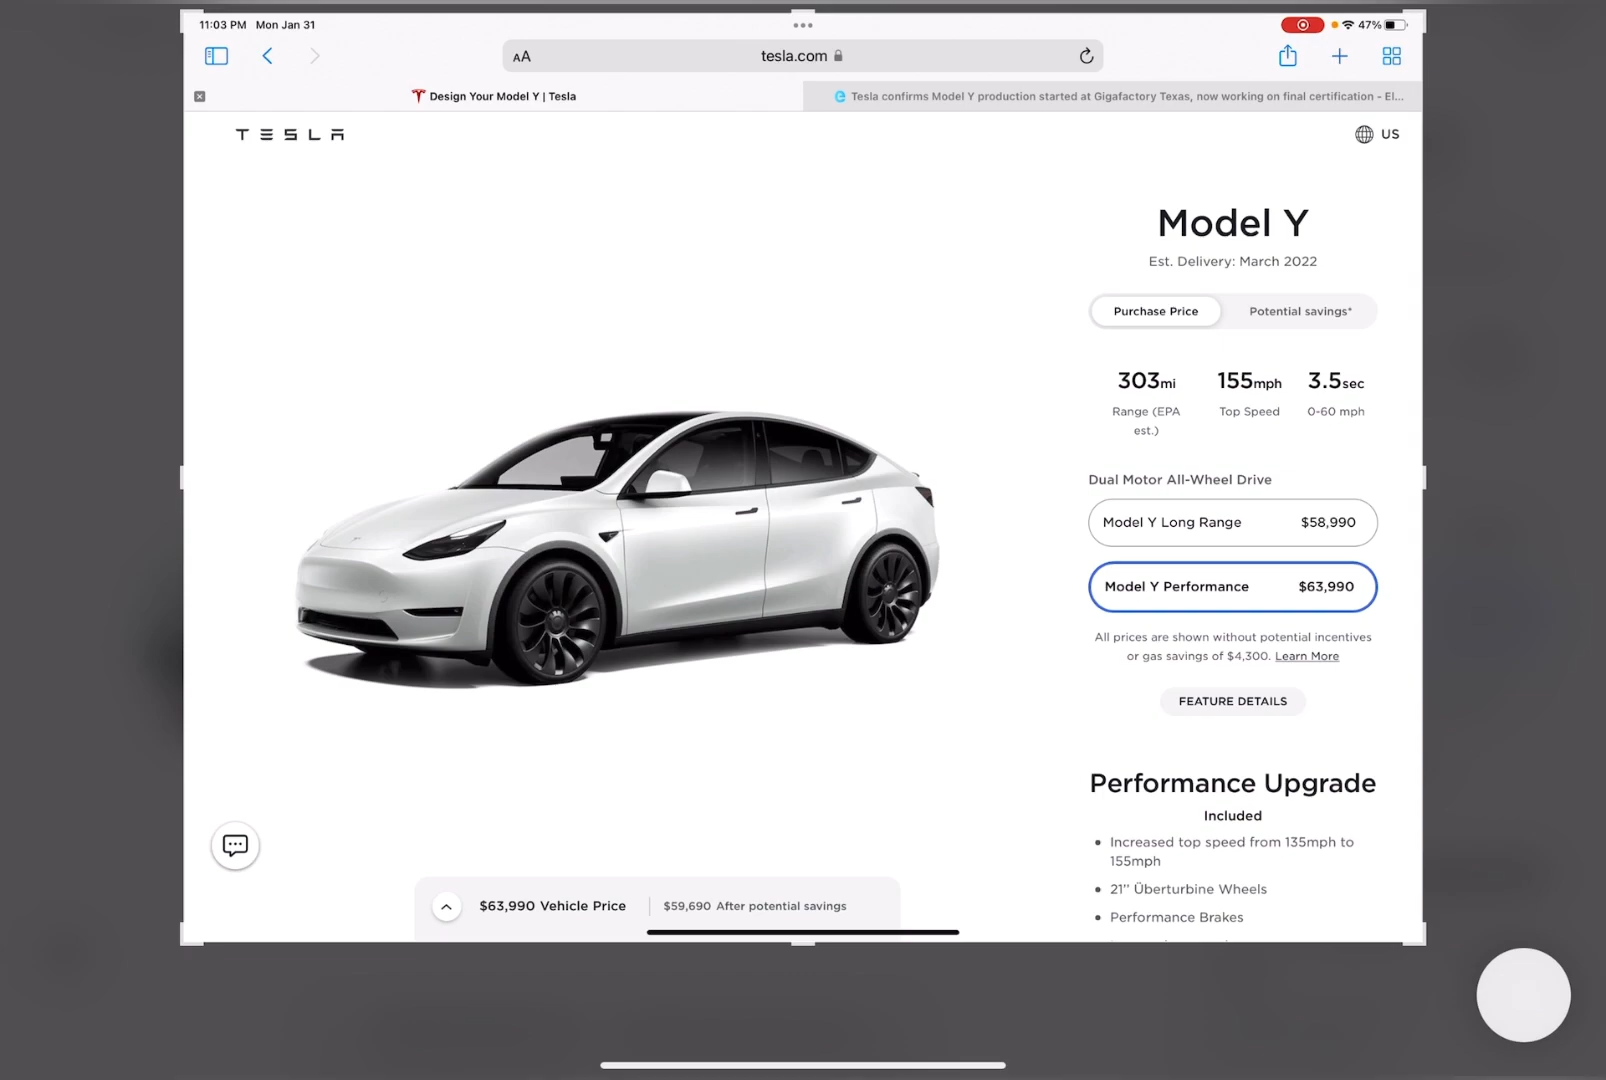 11:03 PM Mon Jan 31
47%
AA
tesla.com
Design Your Model Y | Tesla
Tesla confirms Model Y production started at Gigafactory Texas, now working on final certification - El...
TESLA
US
Model Y
Est. Delivery: March 2022
Purchase Price
Potential savings*
303mi
155mph
3.5sec
Range (EPA
est.)
Top Speed
0-60 mph
Dual Motor All-Wheel Drive
Model Y Long Range $58,990
Model Y Performance $63,990
All prices are shown without potential incentives
or gas savings of $4,300. Learn More
FEATURE DETAILS
Performance Upgrade
Included
• Increased top speed from 135mph to
155mph
• 21’’ Überturbine Wheels
• Performance Brakes
$63,990 Vehicle Price
$59,690 After potential savings